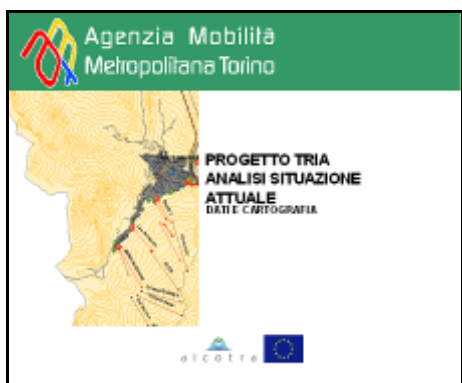 Agenzia Mobilità
Metropolitana Torino
PROGETTO TRIA
ANALISI SITUAZIONE
ATTUALE
DATI E CARTOGRAFIA
alcotra